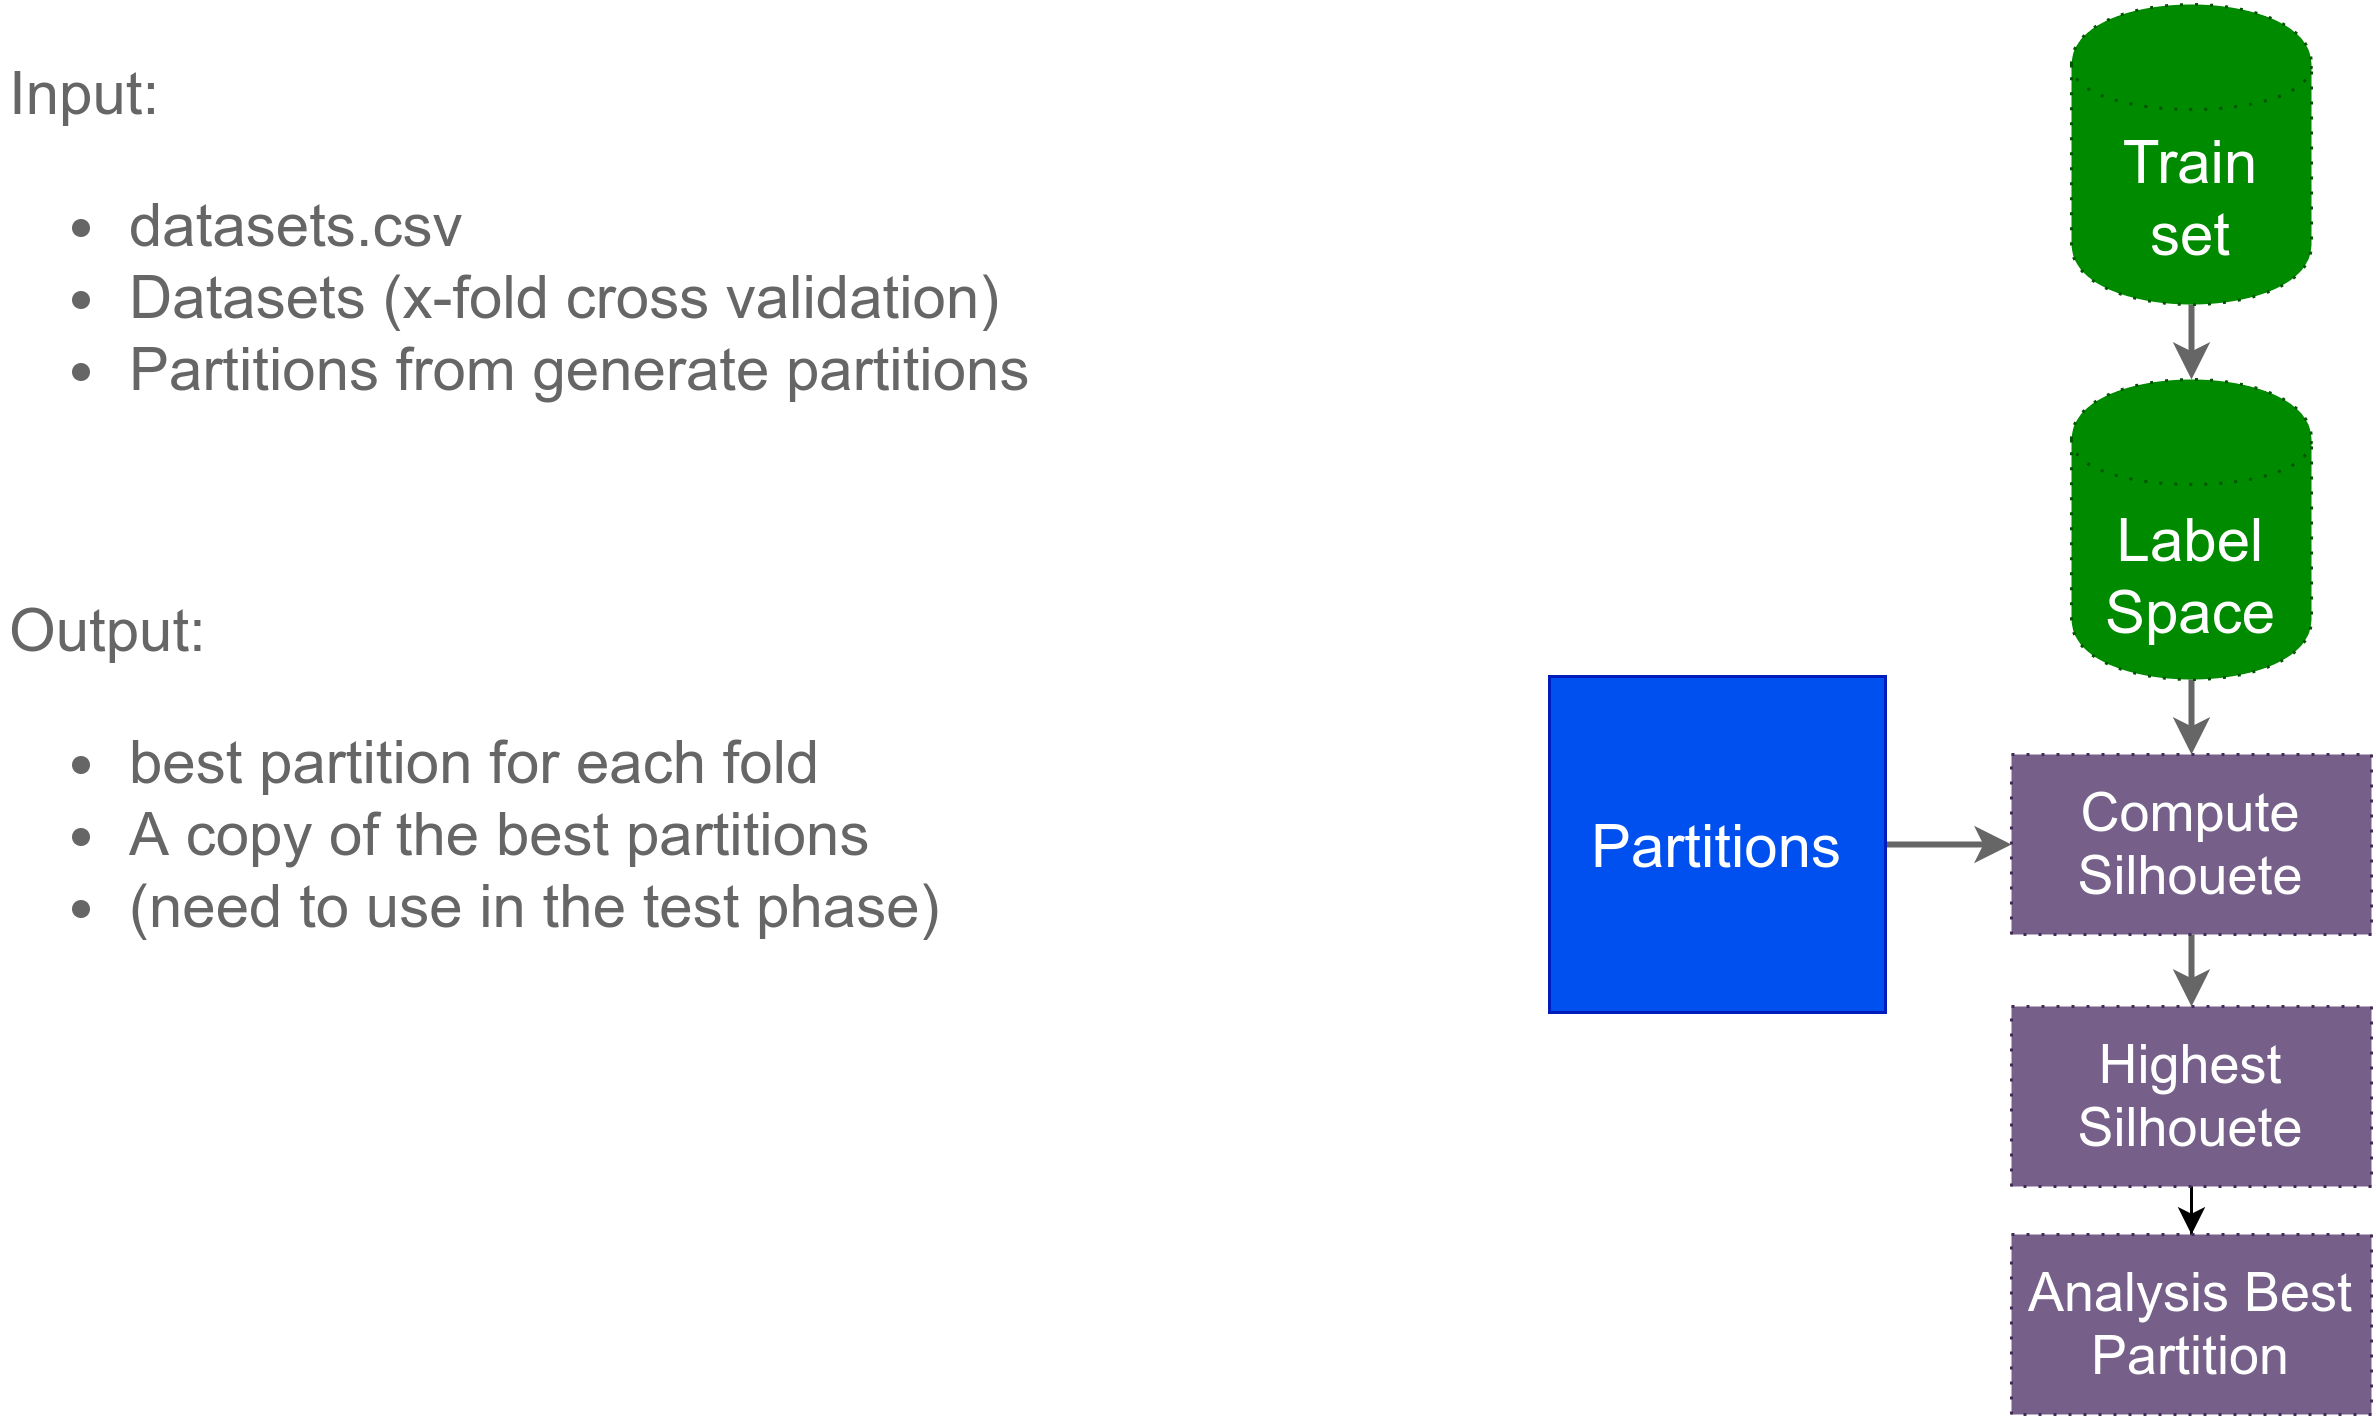 Input:
datasets.csv
Datasets (x-fold cross validation)
Partitions from generate partitions
Output:
best partition for each fold
A copy of the best partitions
(need to use in the test phase)
Train
set
Label
Space
Partitions
Compute
Silhouete
Highest
Silhouete
Analysis Best
Partition